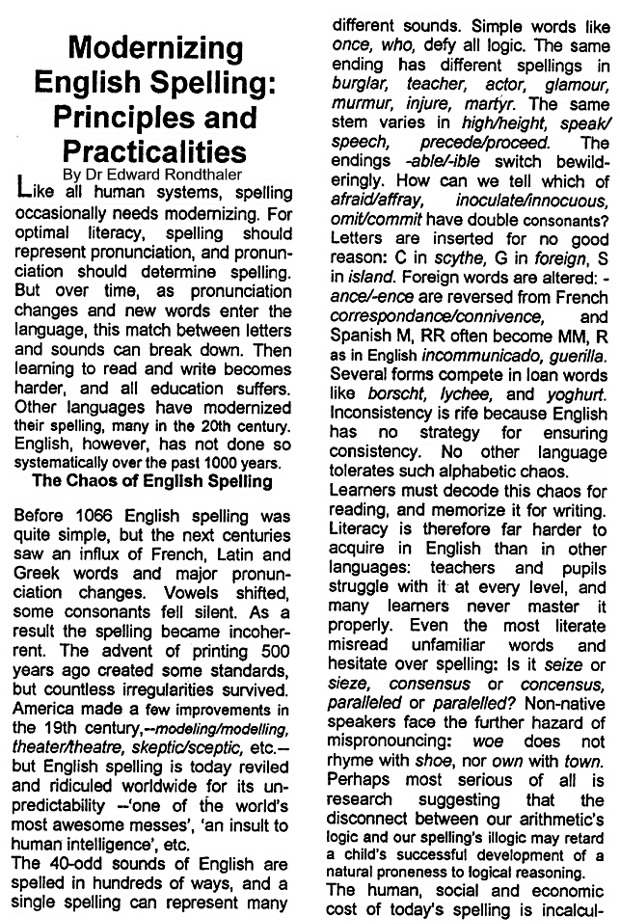 Modernizing
English Spelling:
Principles and
Practicalities
By Dr Edward Rondthaler
Like all human systems, spelling
occasionally needs modernizing. For
optimal literacy, spelling should
represent pronunciation, and pronun-
ciation should determine spelling.
But over time, as pronunciation
changes and new words enter the
language, this match between letters
and sounds can break down. Then
learning to read and write becomes
harder, and all education suffers.
Other languages have modernized
their spelling, many in the 20th century.
English, however, has not done so
systematically over the past 1000 years.
The Chaos of English Spelling
Before 1066 English spelling was
quite simple, but the next centuries
saw an influx of French, Latin and
Greek words and major pronun-
ciation changes. Vowels shifted,
some consonants fell silent. As a
result the spelling became incoher-
rent. The advent of printing 500
years ago created some standards,
but countless irregularities survived.
America made a few improvements in
the 19th century,--modeling/modelling,
theater/theatre, skeptic/sceptic, etc.--
but English spelling is today reviled
and ridiculed worldwide for its un-
predictability --'one of the world's
most awesome messes', 'an insult to
human intelligence', etc.
The 40-odd sounds of English are
spelled in hundreds of ways, and a
single spelling can represent many
different sounds. Simple words like
once, who, defy all logic. The same
ending has different spellings in
burglar, teacher, actor, glamour,
murmur, injure, martyr. The same
stem varies in high/height, speak/
speech, precede/proceed. The
endings -able/-ible switch bewild-
eringly. How can we tell which of
afraid/affray, inoculate/innocuous,
omit/commit have double consonants?
Letters are inserted for no good
reason: C in scythe, G in foreign, S
in island. Foreign words are altered: -
ance/-ence are reversed from French
correspondance/connivence, and
Spanish M, RR often become MM, R
as in English incommunicado, guerilla.
Several forms compete in loan words
like borscht, lychee, and yoghurt.
Inconsistency is rife because English
has no strategy for ensuring
consistency. No other language
tolerates such alphabetic chaos.
Learners must decode this chaos for
reading, and memorize it for writing.
Literacy is therefore far harder to
acquire in English than in other
languages: teachers and pupils
struggle with it at every level, and
many learners never master it
properly. Even the most literate
misread unfamiliar words and
hesitate over spelling: Is it seize or
sieze, consensus or concensus,
paralleled or paralelled? Non-native
speakers face the further hazard of
mispronouncing: woe does not
rhyme with shoe, nor own with town.
Perhaps most serious of all is
research suggesting that the
disconnect between our arithmetic's
logic and our spelling's illogic may retard
a child's successful development of a
natural proneness to logical reasoning.
The human, social and economic
cost of today's spelling is incalcul-